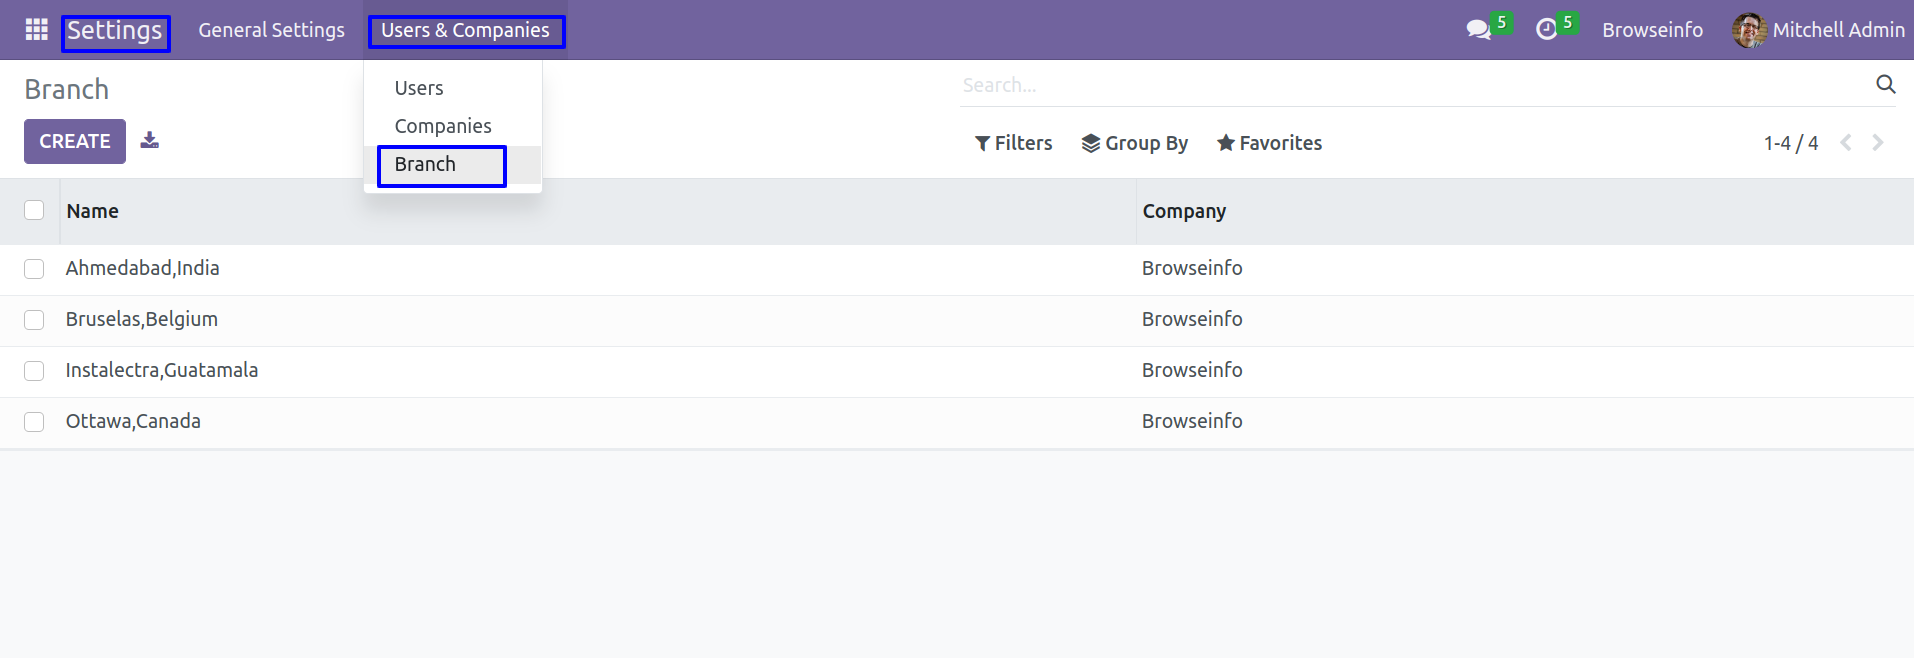 Settings General Settings Users & Companies 5 5 Browseinfo Mitchell Admin
Branch
Users
Search...
Companies
CREATE
Filters Group By Favorites 1-4 / 4
Branch
Name Company
Ahmedabad,India Browseinfo
Bruselas,Belgium Browseinfo
Instalectra,Guatamala Browseinfo
Ottawa,Canada Browseinfo